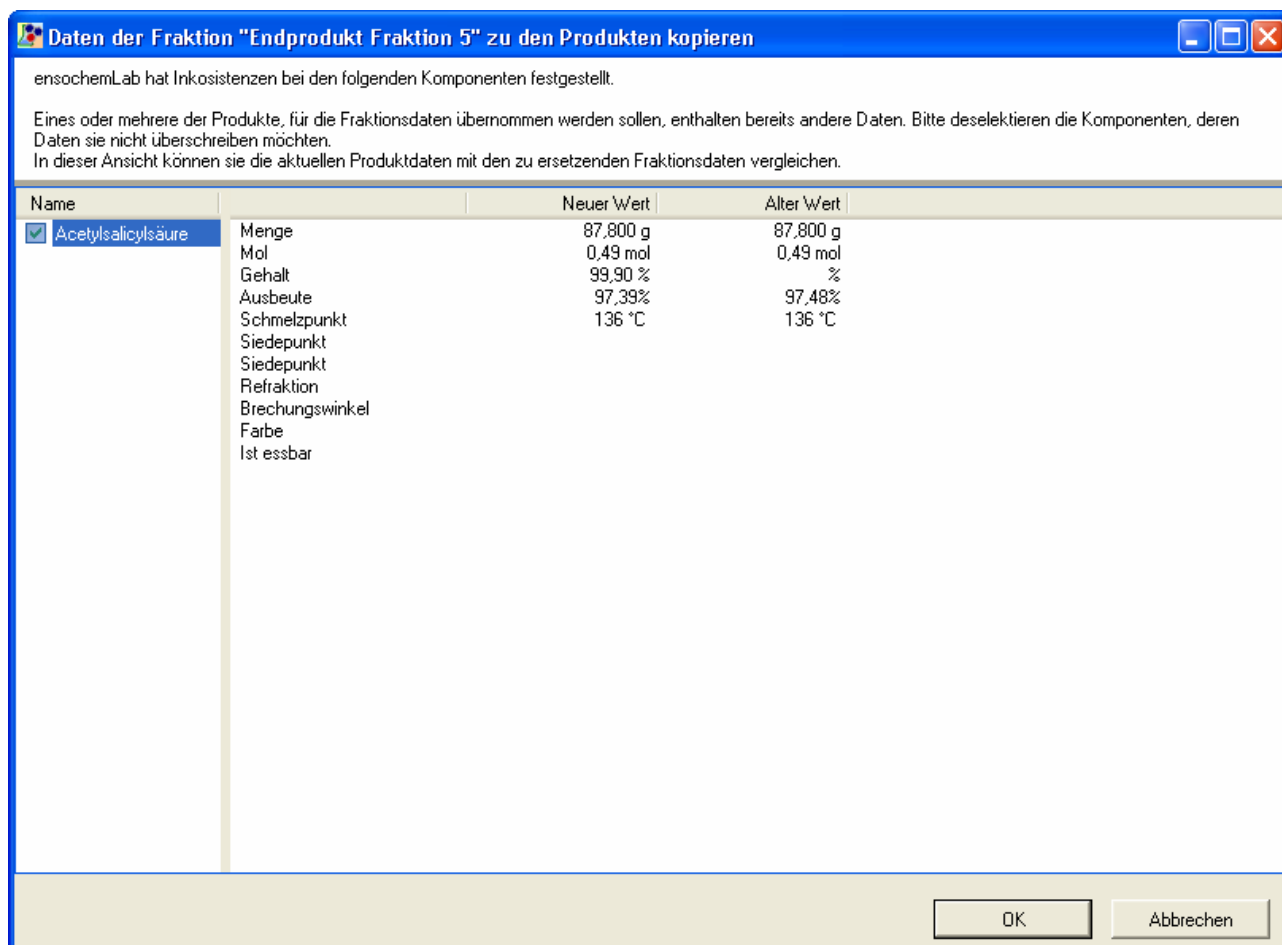 Daten der Fraktion "Endprodukt Fraktion 5" zu den Produkten kopieren
ensochemLab hat Inkosistenzen bei den folgenden Komponenten festgestellt.
Eines oder mehrere der Produkte, für die Fraktionsdaten übernommen werden sollen, enthalten bereits andere Daten. Bitte deselektieren die Komponenten, deren
Daten sie nicht überschreiben möchten.
In dieser Ansicht können sie die aktuellen Produktdaten mit den zu ersetzenden Fraktionsdaten vergleichen.
Name Neuer Wert Alter Wert
Acetylsalicylsäure Menge 87,800 g 87,800 g
Mol 0,49 mol 0,49 mol
Gehalt 99,90 % %
Ausbeute 97,39% 97,48%
Schmelzpunkt 136 °C 136 °C
Siedepunkt
Siedepunkt
Refraktion
Brechungswinkel
Farbe
Ist essbar
OK Abbrechen